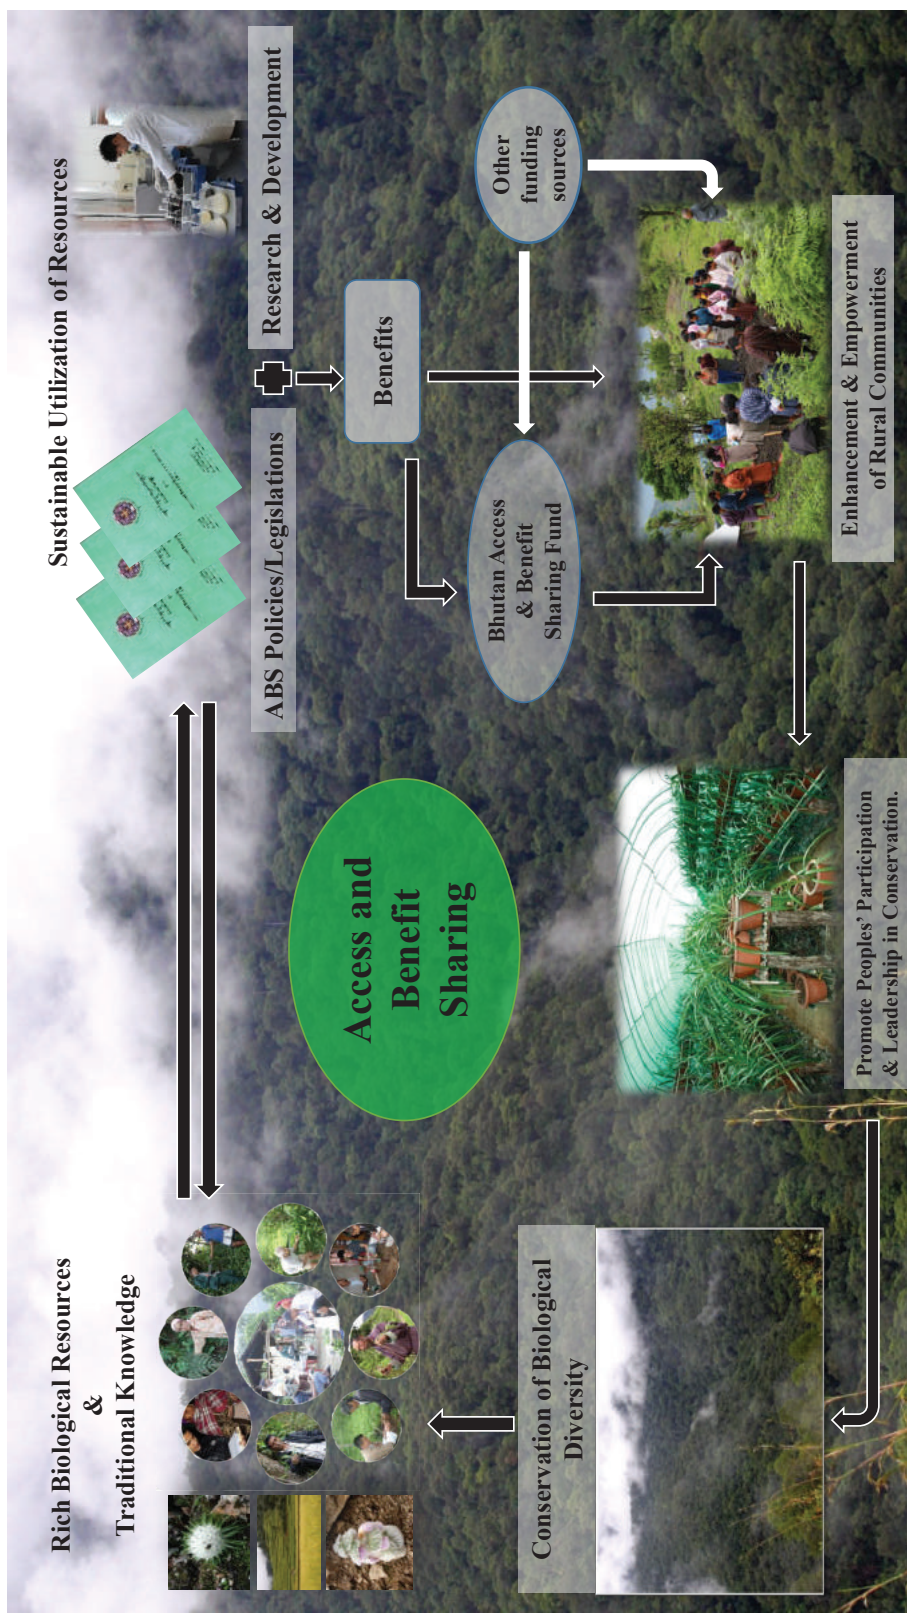 Rich Biological Resources
&
Traditional Knowledge
Sustainable Utilization of Resources
ABS Policies/Legislations
Research & Development
Benefits
Access and
Benefit
Sharing
Other
funding
sources
Bhutan Access
& Benefit
Sharing Fund
Enhancement & Empowerment
of Rural Communities
Promote Peoples’ Participation
& Leadership in Conservation.
Conservation of Biological
Diversity